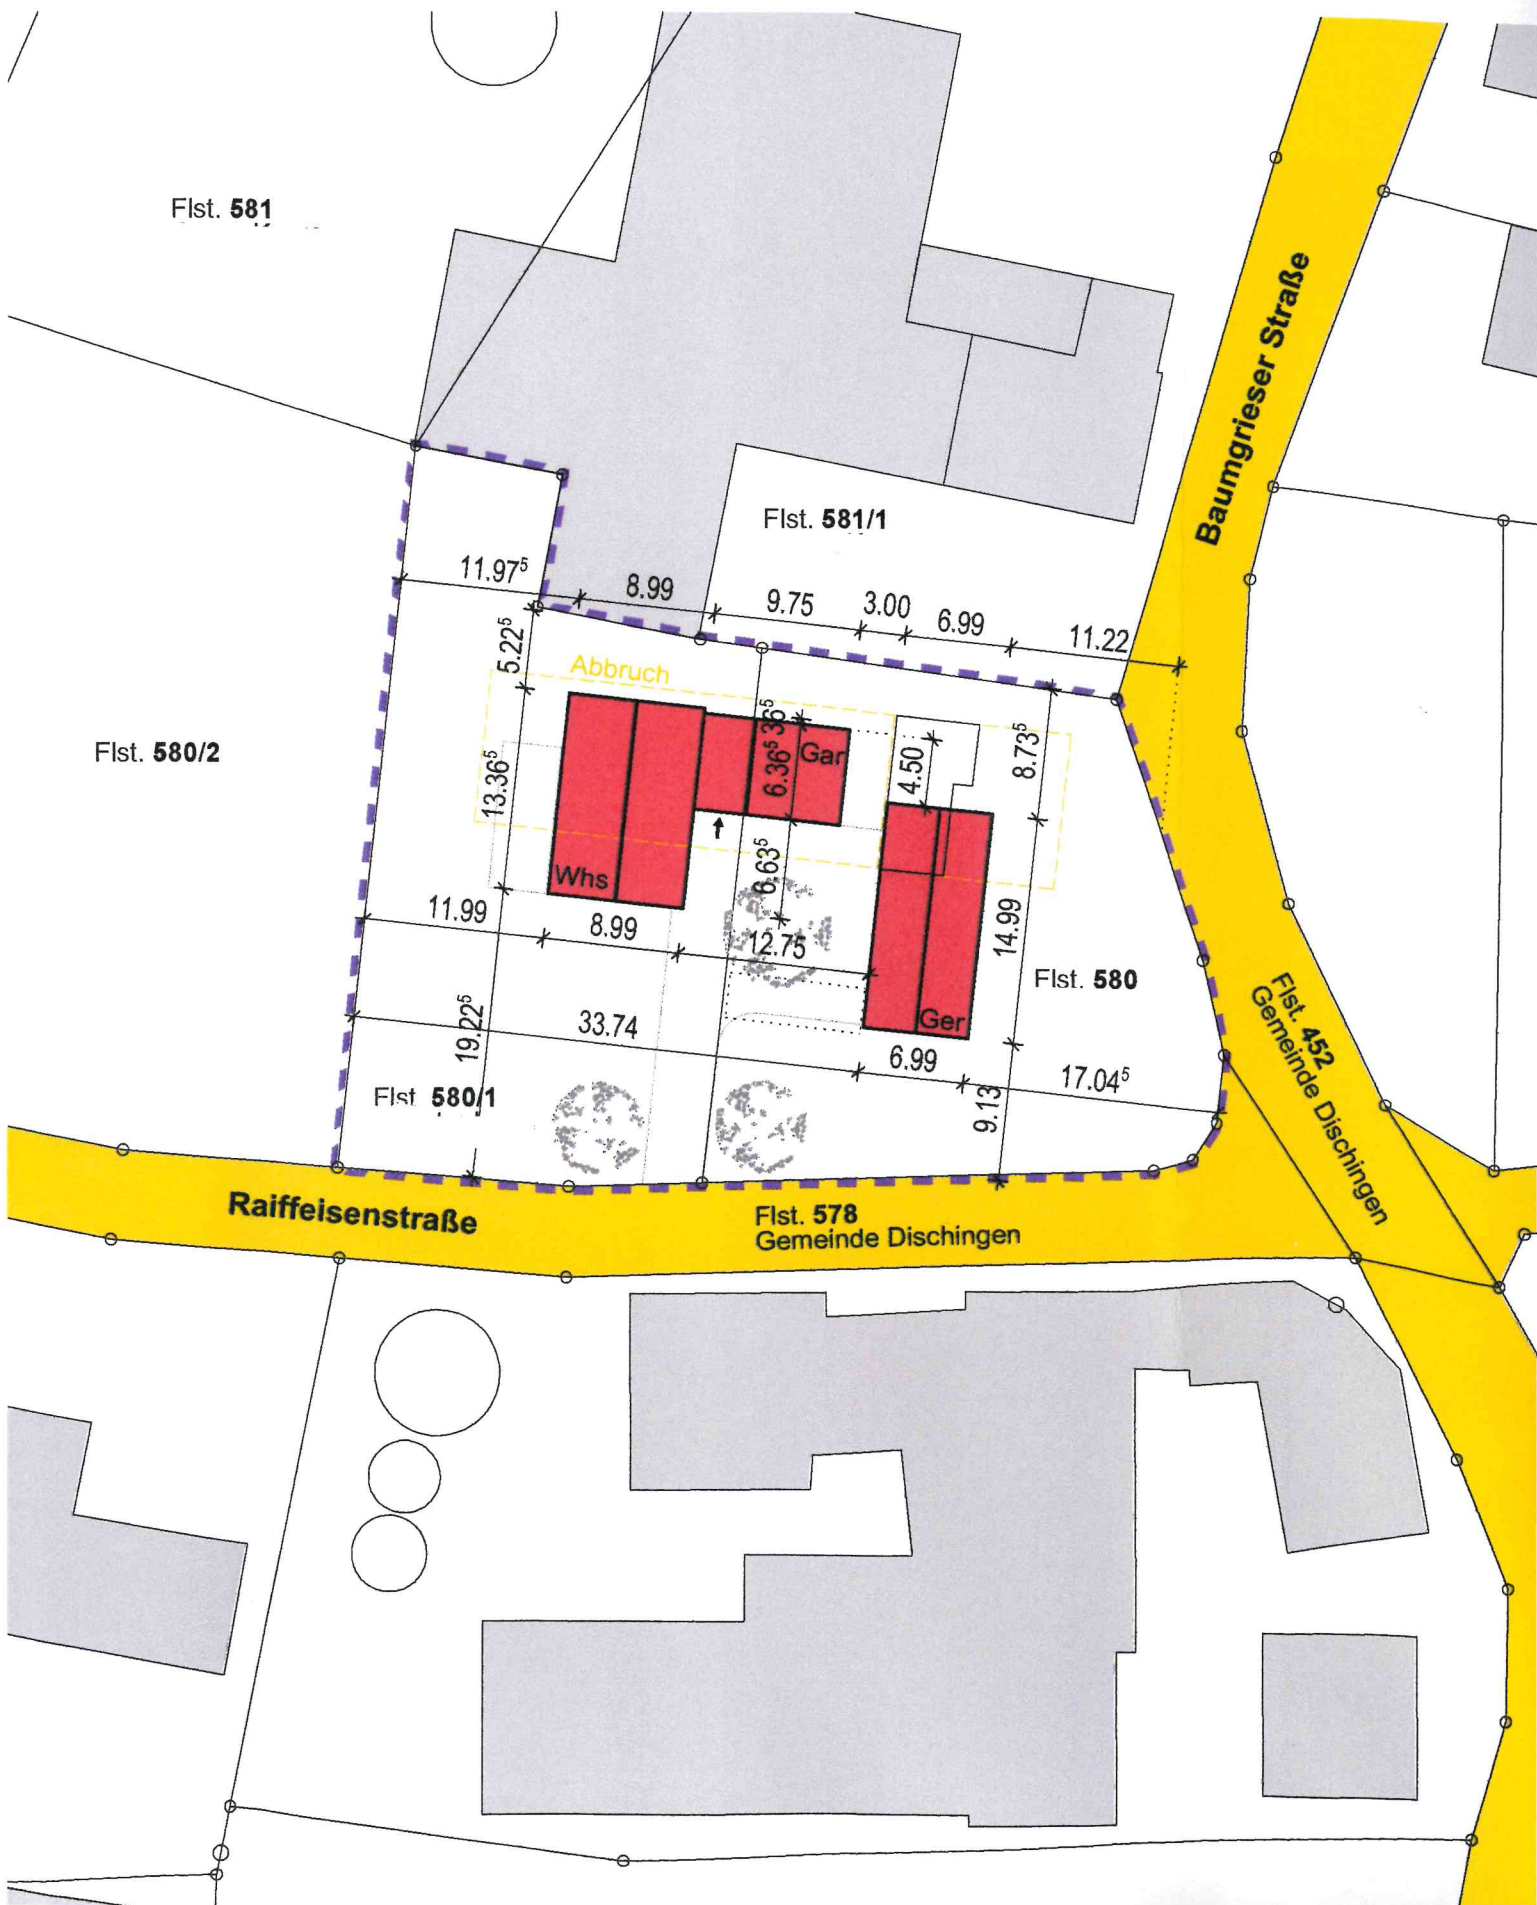 Flst. 581
Baumgrieser Straße
Flst. 581/1
11.97⁵
8.99
9.75
3.00
6.99
11.22
5.22⁵
Abbruch
Flst. 580/2
13.36⁵
36⁵
6.36⁵
Gar
4.50
8.73⁵
6.63⁵
Whs
11.99
8.99
12.75
14.99
Flst. 580
Ger
19.22⁵
33.74
6.99
17.04⁵
9.13
Flst 580/1
Flst. 452
Gemeinde Dischingen
Raiffeisenstraße
Flst. 578
Gemeinde Dischingen